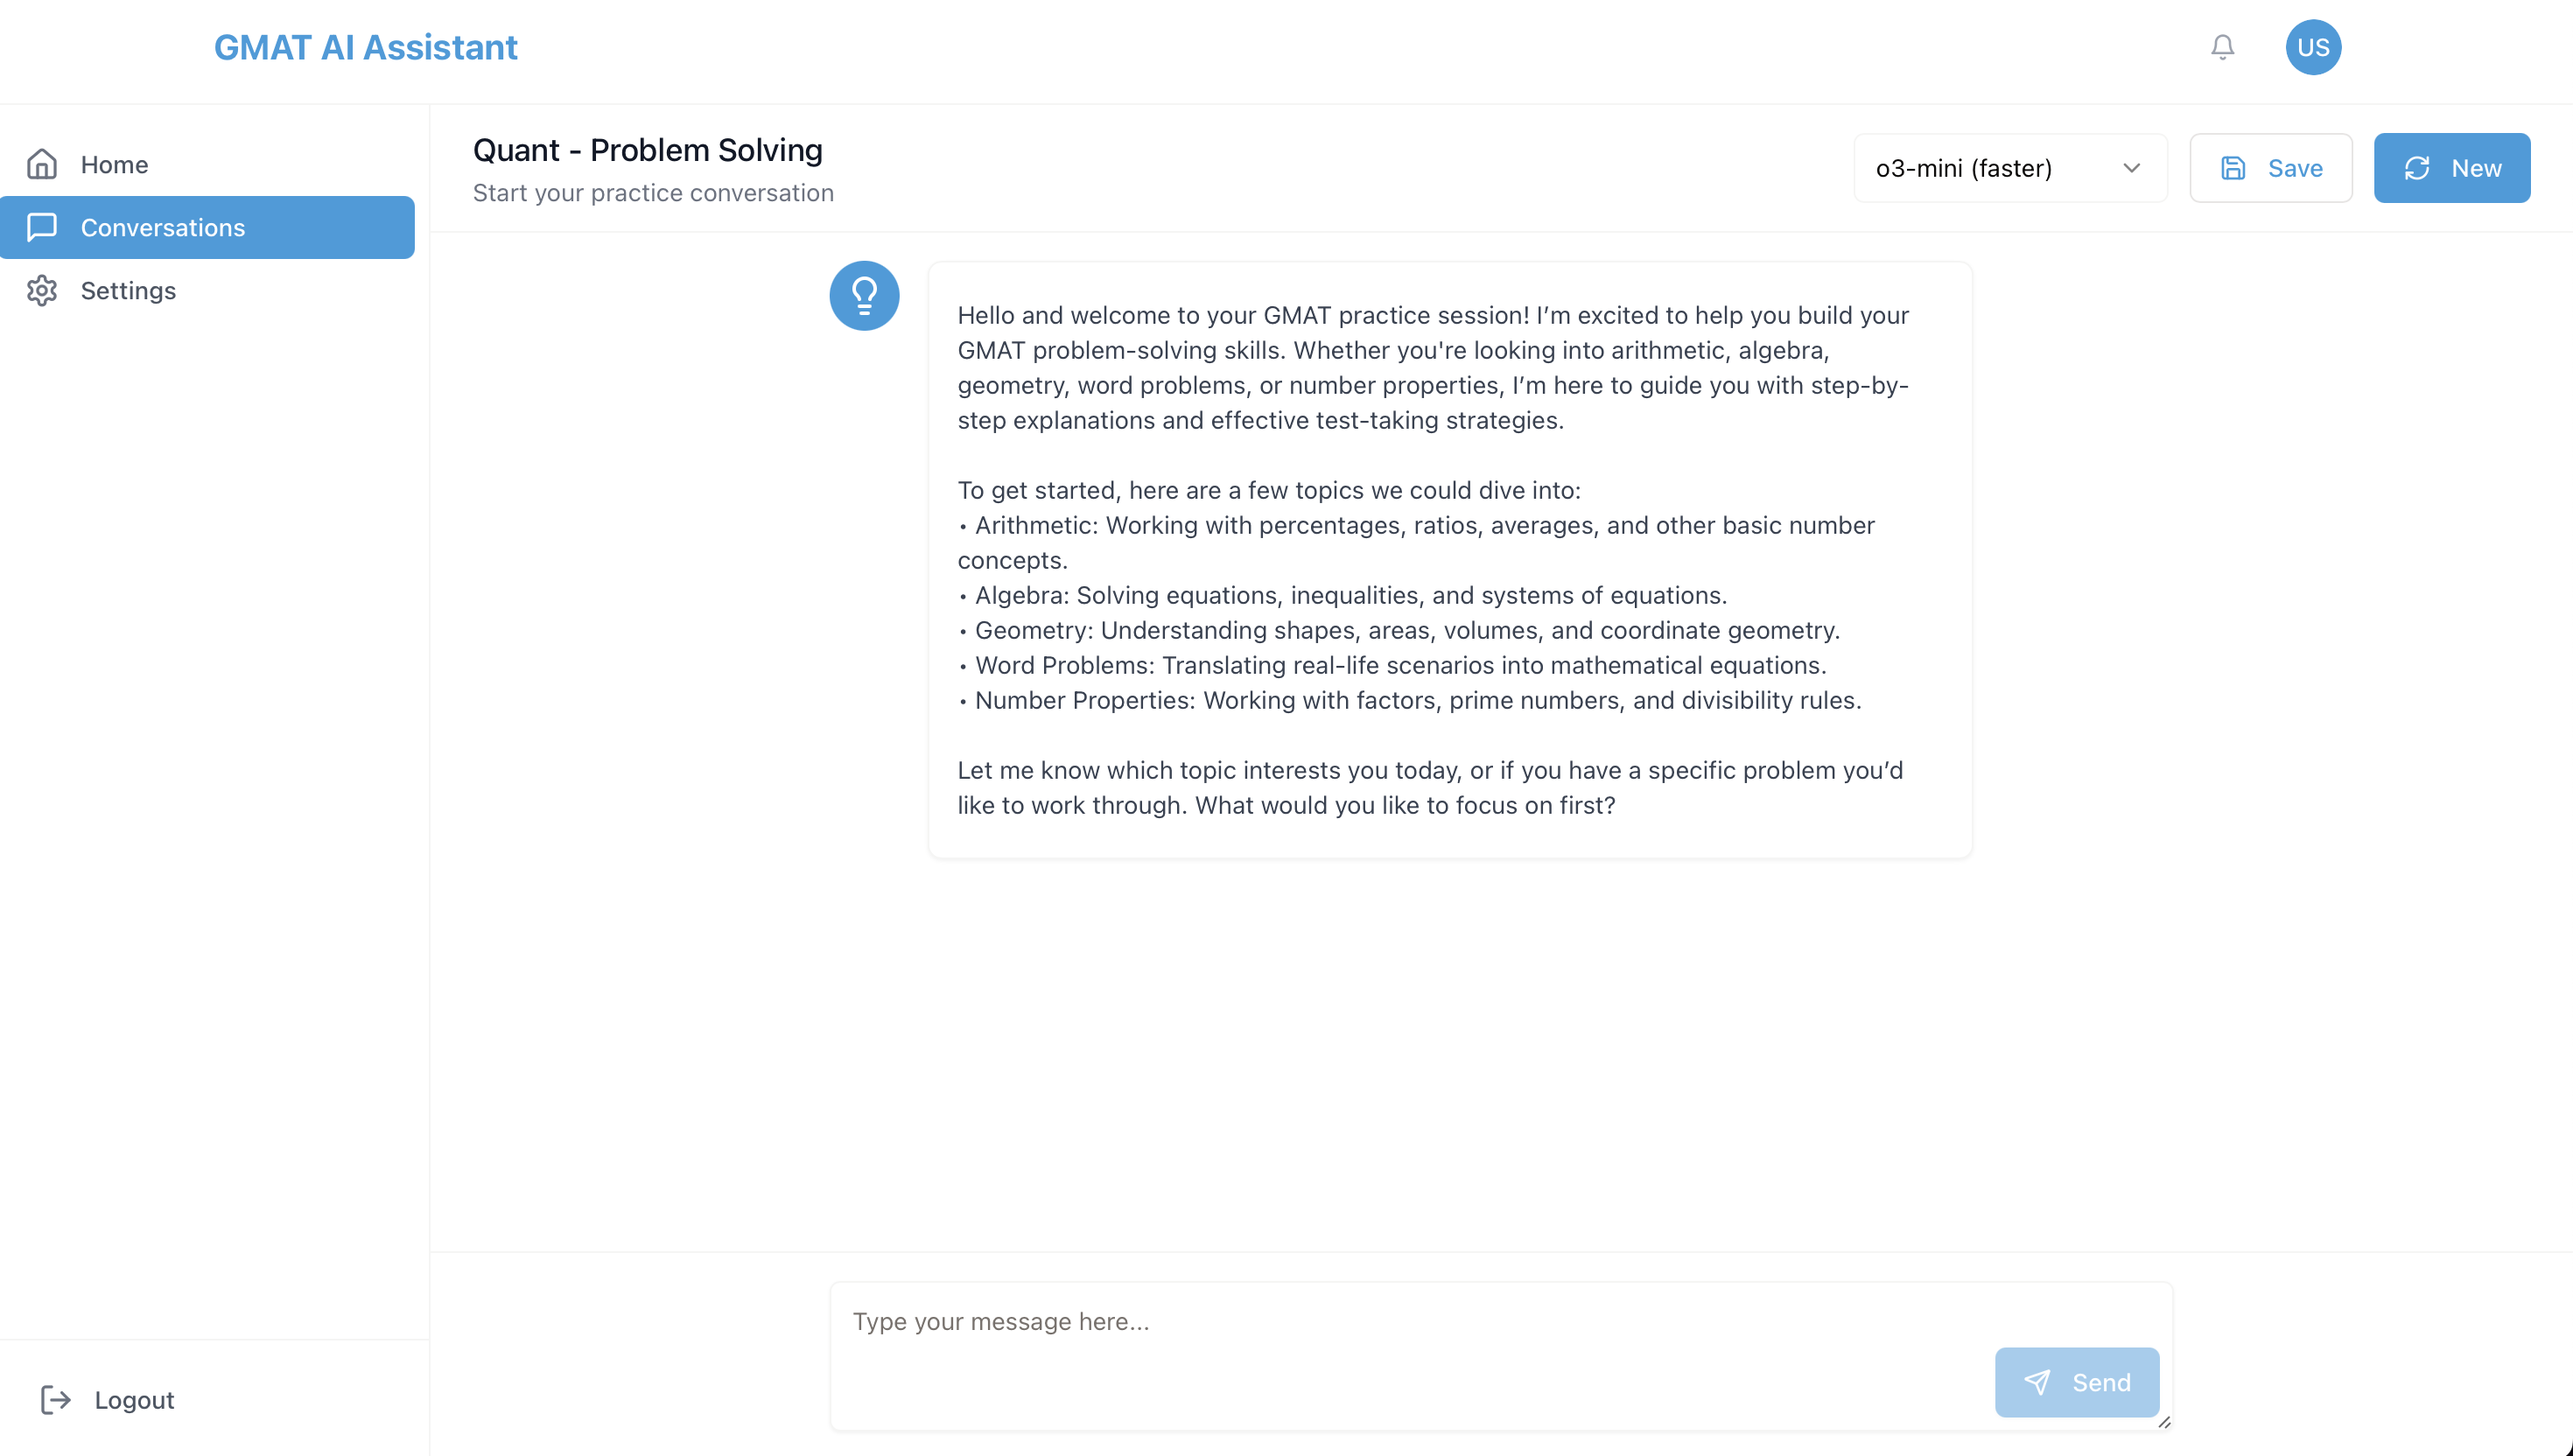 GMAT AI Assistant
US
Home
Conversations
Settings
Logout
Quant - Problem Solving
Start your practice conversation
o3-mini (faster)
Save
New
Hello and welcome to your GMAT practice session! I’m excited to help you build your
GMAT problem-solving skills. Whether you're looking into arithmetic, algebra,
geometry, word problems, or number properties, I’m here to guide you with step-by-
step explanations and effective test-taking strategies.
To get started, here are a few topics we could dive into:
• Arithmetic: Working with percentages, ratios, averages, and other basic number
concepts.
• Algebra: Solving equations, inequalities, and systems of equations.
• Geometry: Understanding shapes, areas, volumes, and coordinate geometry.
• Word Problems: Translating real-life scenarios into mathematical equations.
• Number Properties: Working with factors, prime numbers, and divisibility rules.
Let me know which topic interests you today, or if you have a specific problem you’d
like to work through. What would you like to focus on first?
Type your message here...
Send